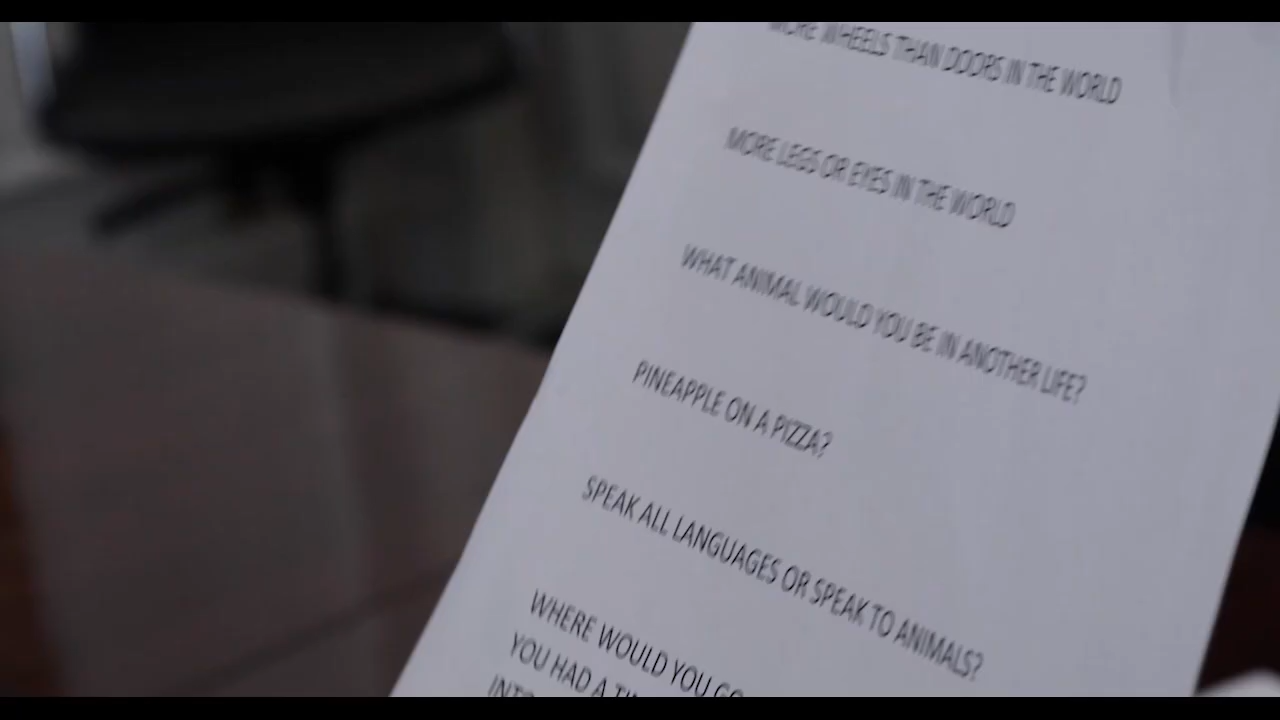 MORE WHEELS THAN DOORS IN THE WORLD
MORE LEGS OR EYES IN THE WORLD
WHAT ANIMAL WOULD YOU BE IN ANOTHER LIFE?
PINEAPPLE ON A PIZZA?
SPEAK ALL LANGUAGES OR SPEAK TO ANIMALS?
WHERE WOULD YOU GO
YOU HAD A